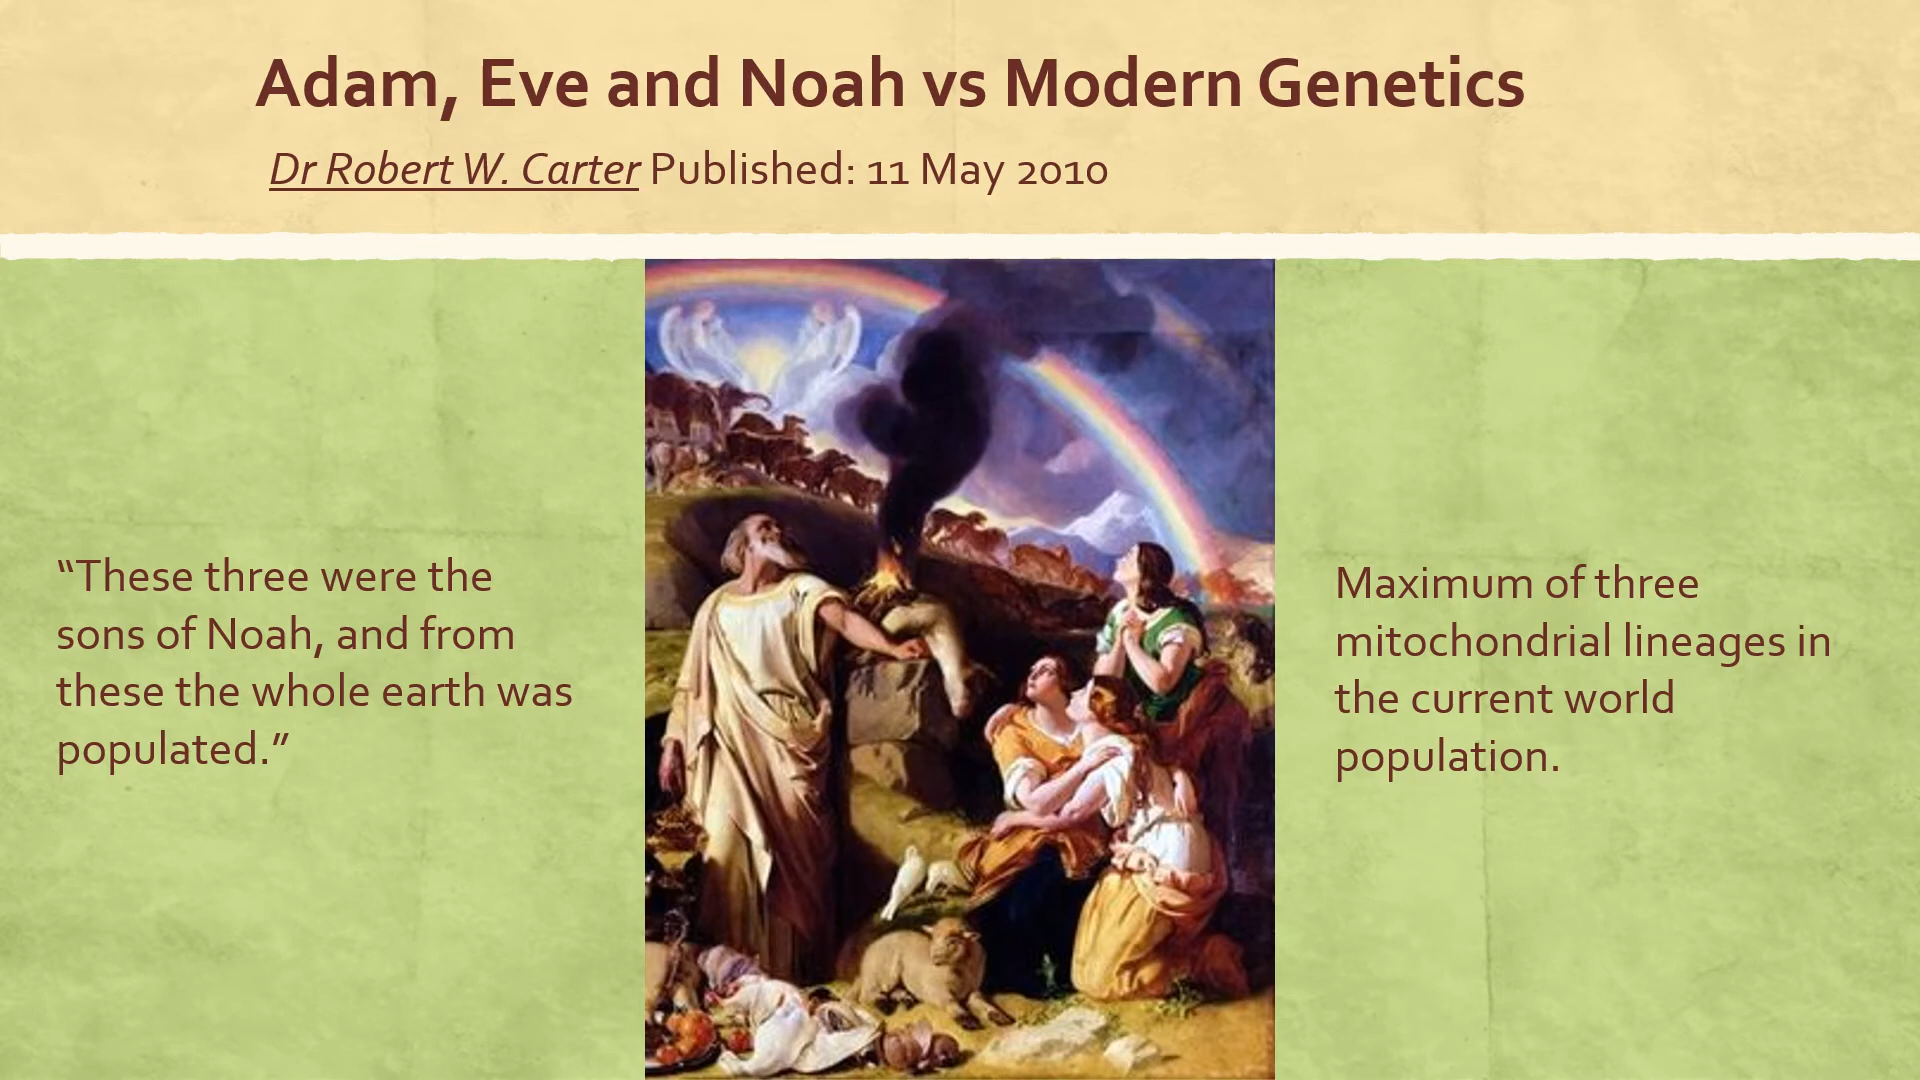 Adam, Eve and Noah vs Modern Genetics
Dr Robert W. Carter Published: 11 May 2010
“These three were the
sons of Noah, and from
these the whole earth was
populated.”
Maximum of three
mitochondrial lineages in
the current world
population.